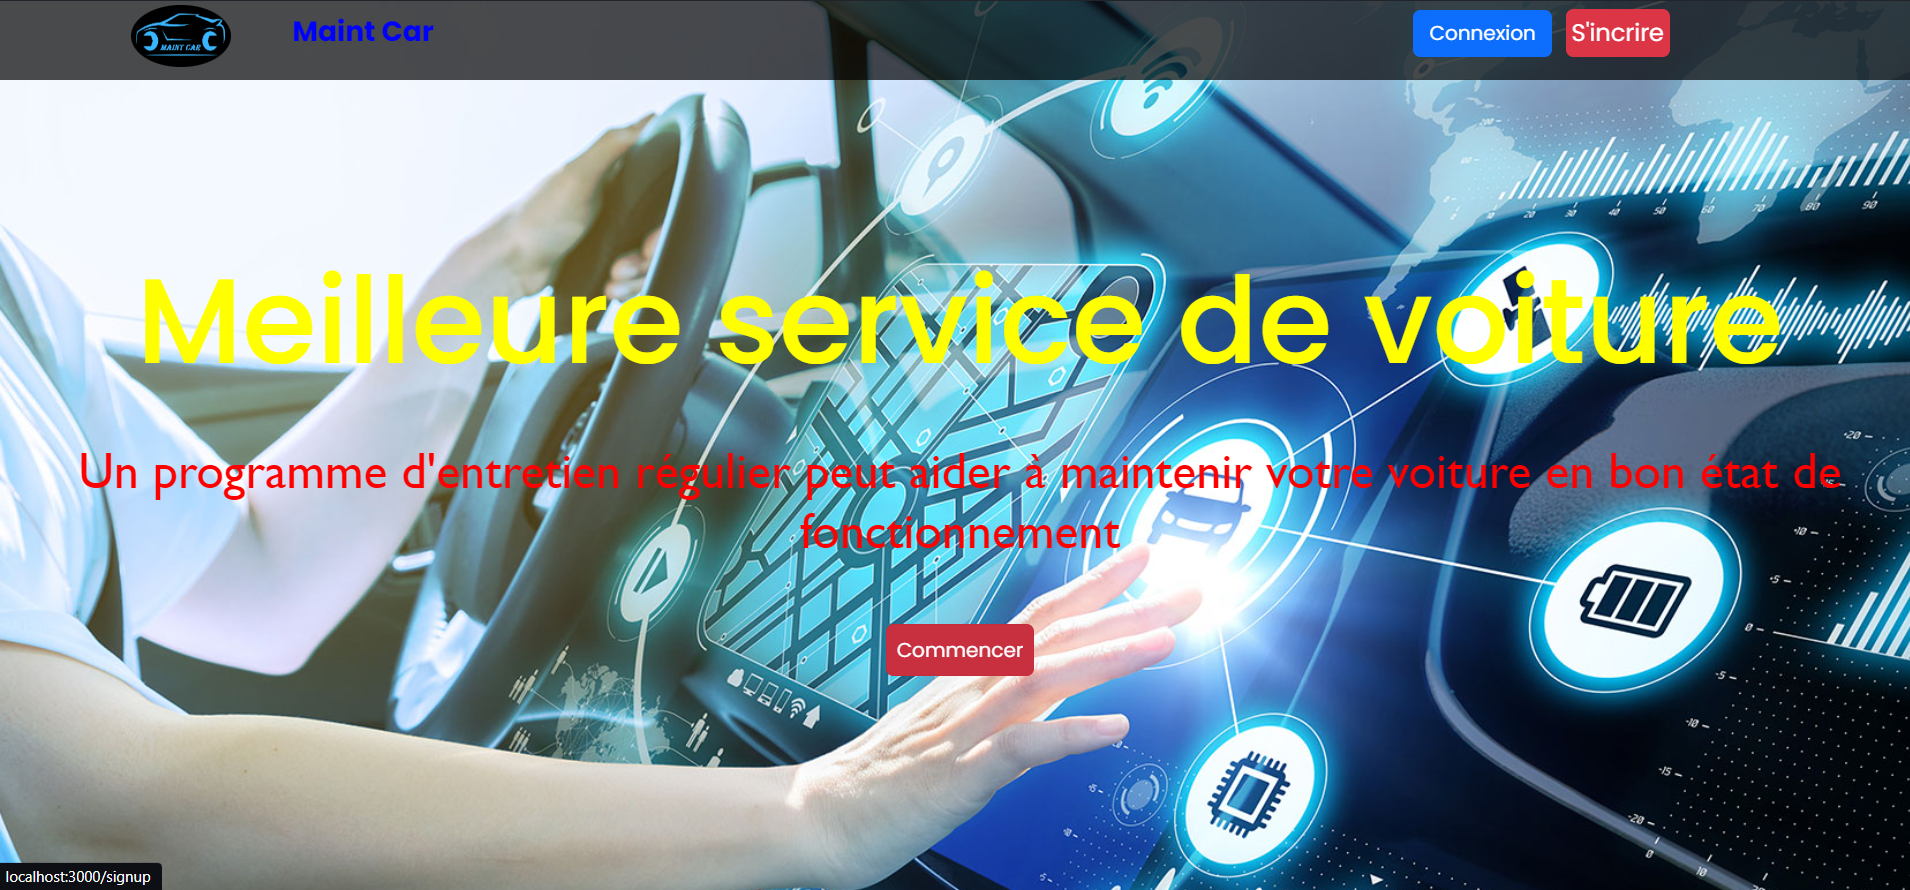 MAINT CAR
Maint Car
Connexion
S'incrire
Meilleure service de voiture
Un programme d'entretien régulier peut aider à maintenir votre voiture en bon état de
fonctionnement
Commencer
localhost:3000/signup